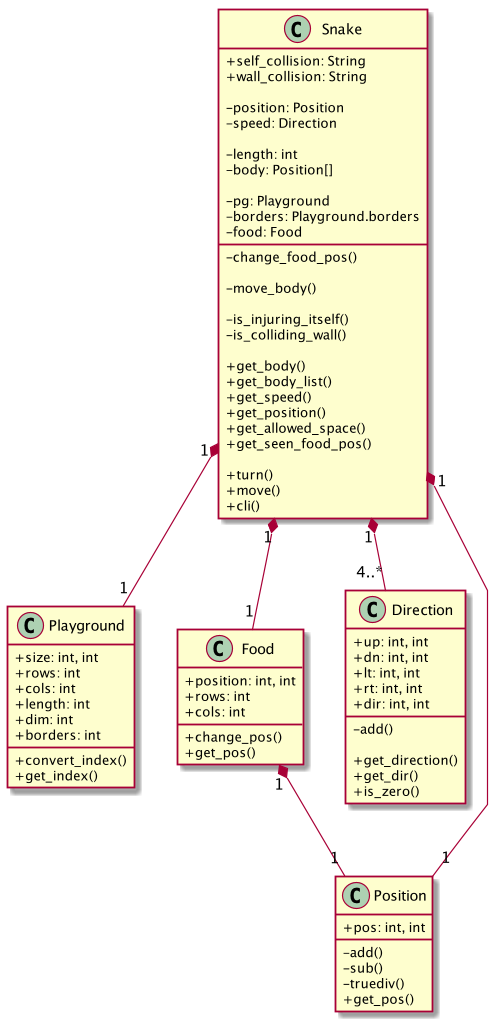 C Snake
+self_collision: String
+wall_collision: String
-position: Position
-speed: Direction
-length: int
-body: Position[]
-pg: Playground
-borders: Playground.borders
-food: Food
-change_food_pos()
-move_body()
-is_injuring_itself()
-is_colliding_wall()
+get_body()
+get_body_list()
+get_speed()
+get_position()
+get_allowed_space()
+get_seen_food_pos()
+turn()
+move()
+cli()
1
1
1
1
1
1
4..*
C Playground
+size: int, int
+rows: int
+cols: int
+length: int
+dim: int
+borders: int
+convert_index()
+get_index()
C Food
+position: int, int
+rows: int
+cols: int
+change_pos()
+get_pos()
C Direction
+up: int, int
+dn: int, int
+lt: int, int
+rt: int, int
+dir: int, int
-add()
+get_direction()
+get_dir()
+is_zero()
1
1
1
C Position
+pos: int, int
-add()
-sub()
-truediv()
+get_pos()